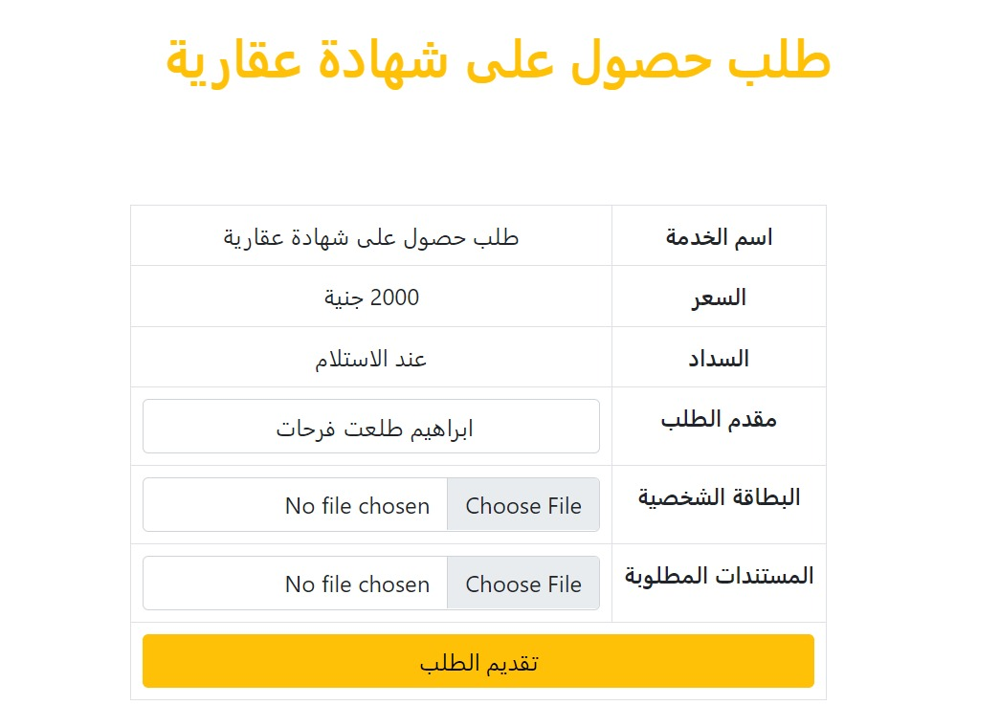 طلب حصول على شهادة عقارية
اسم الخدمة طلب حصول على شهادة عقارية
السعر 2000 جنية
السداد عند الاستلام
مقدم الطلب ابراهيم طلعت فرحات
البطاقة الشخصية Choose File No file chosen
المستندات المطلوبة Choose File No file chosen
تقديم الطلب